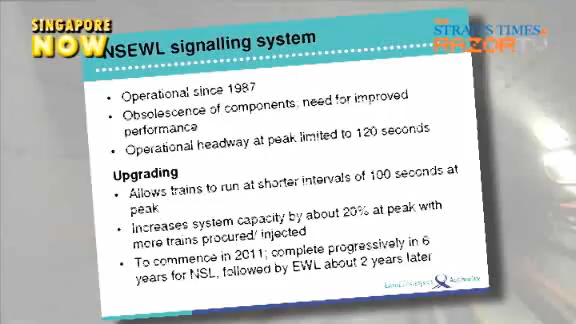 SINGAPORE
NOW
THE STRAITS TIMES
RAZORTV
NSEWL signalling system
• Operational since 1987
• Obsolescence of components; need for improved
performance
• Operational headway at peak limited to 120 seconds
Upgrading
• Allows trains to run at shorter intervals of 100 seconds at
peak
• Increases system capacity by about 20% at peak with
more trains procured/ injected
• To commence in 2011; complete progressively in 6
years for NSL, followed by EWL about 2 years later
Land Transport Authority